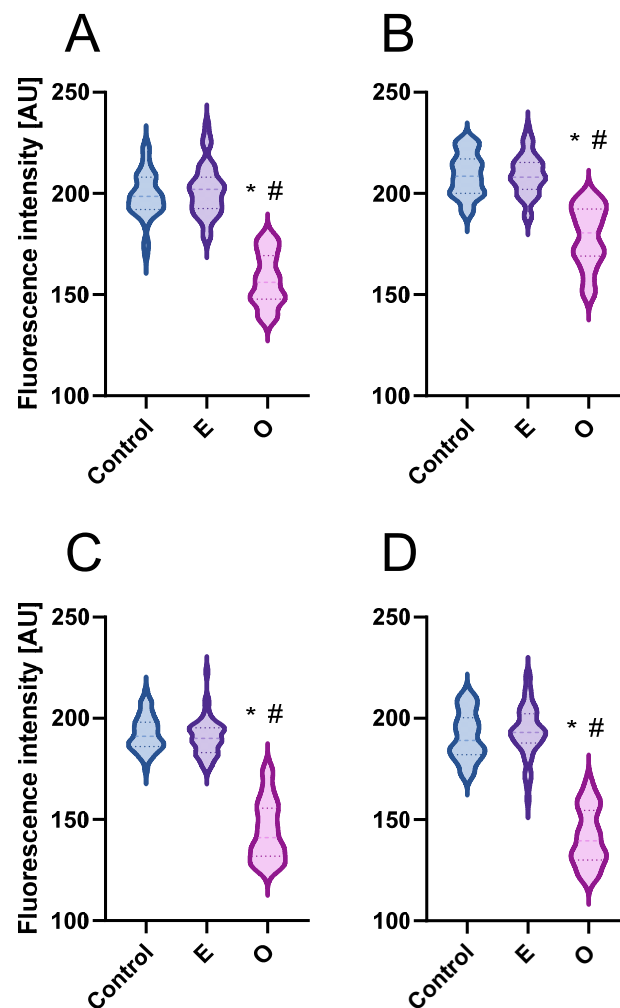 A
B
Fluorescence intensity [AU]
250
200
150
100
* #
Control
E
O
250
200
150
100
* #
Control
E
O
C
D
Fluorescence intensity [AU]
250
200
150
100
* #
Control
E
O
250
200
150
100
* #
Control
E
O